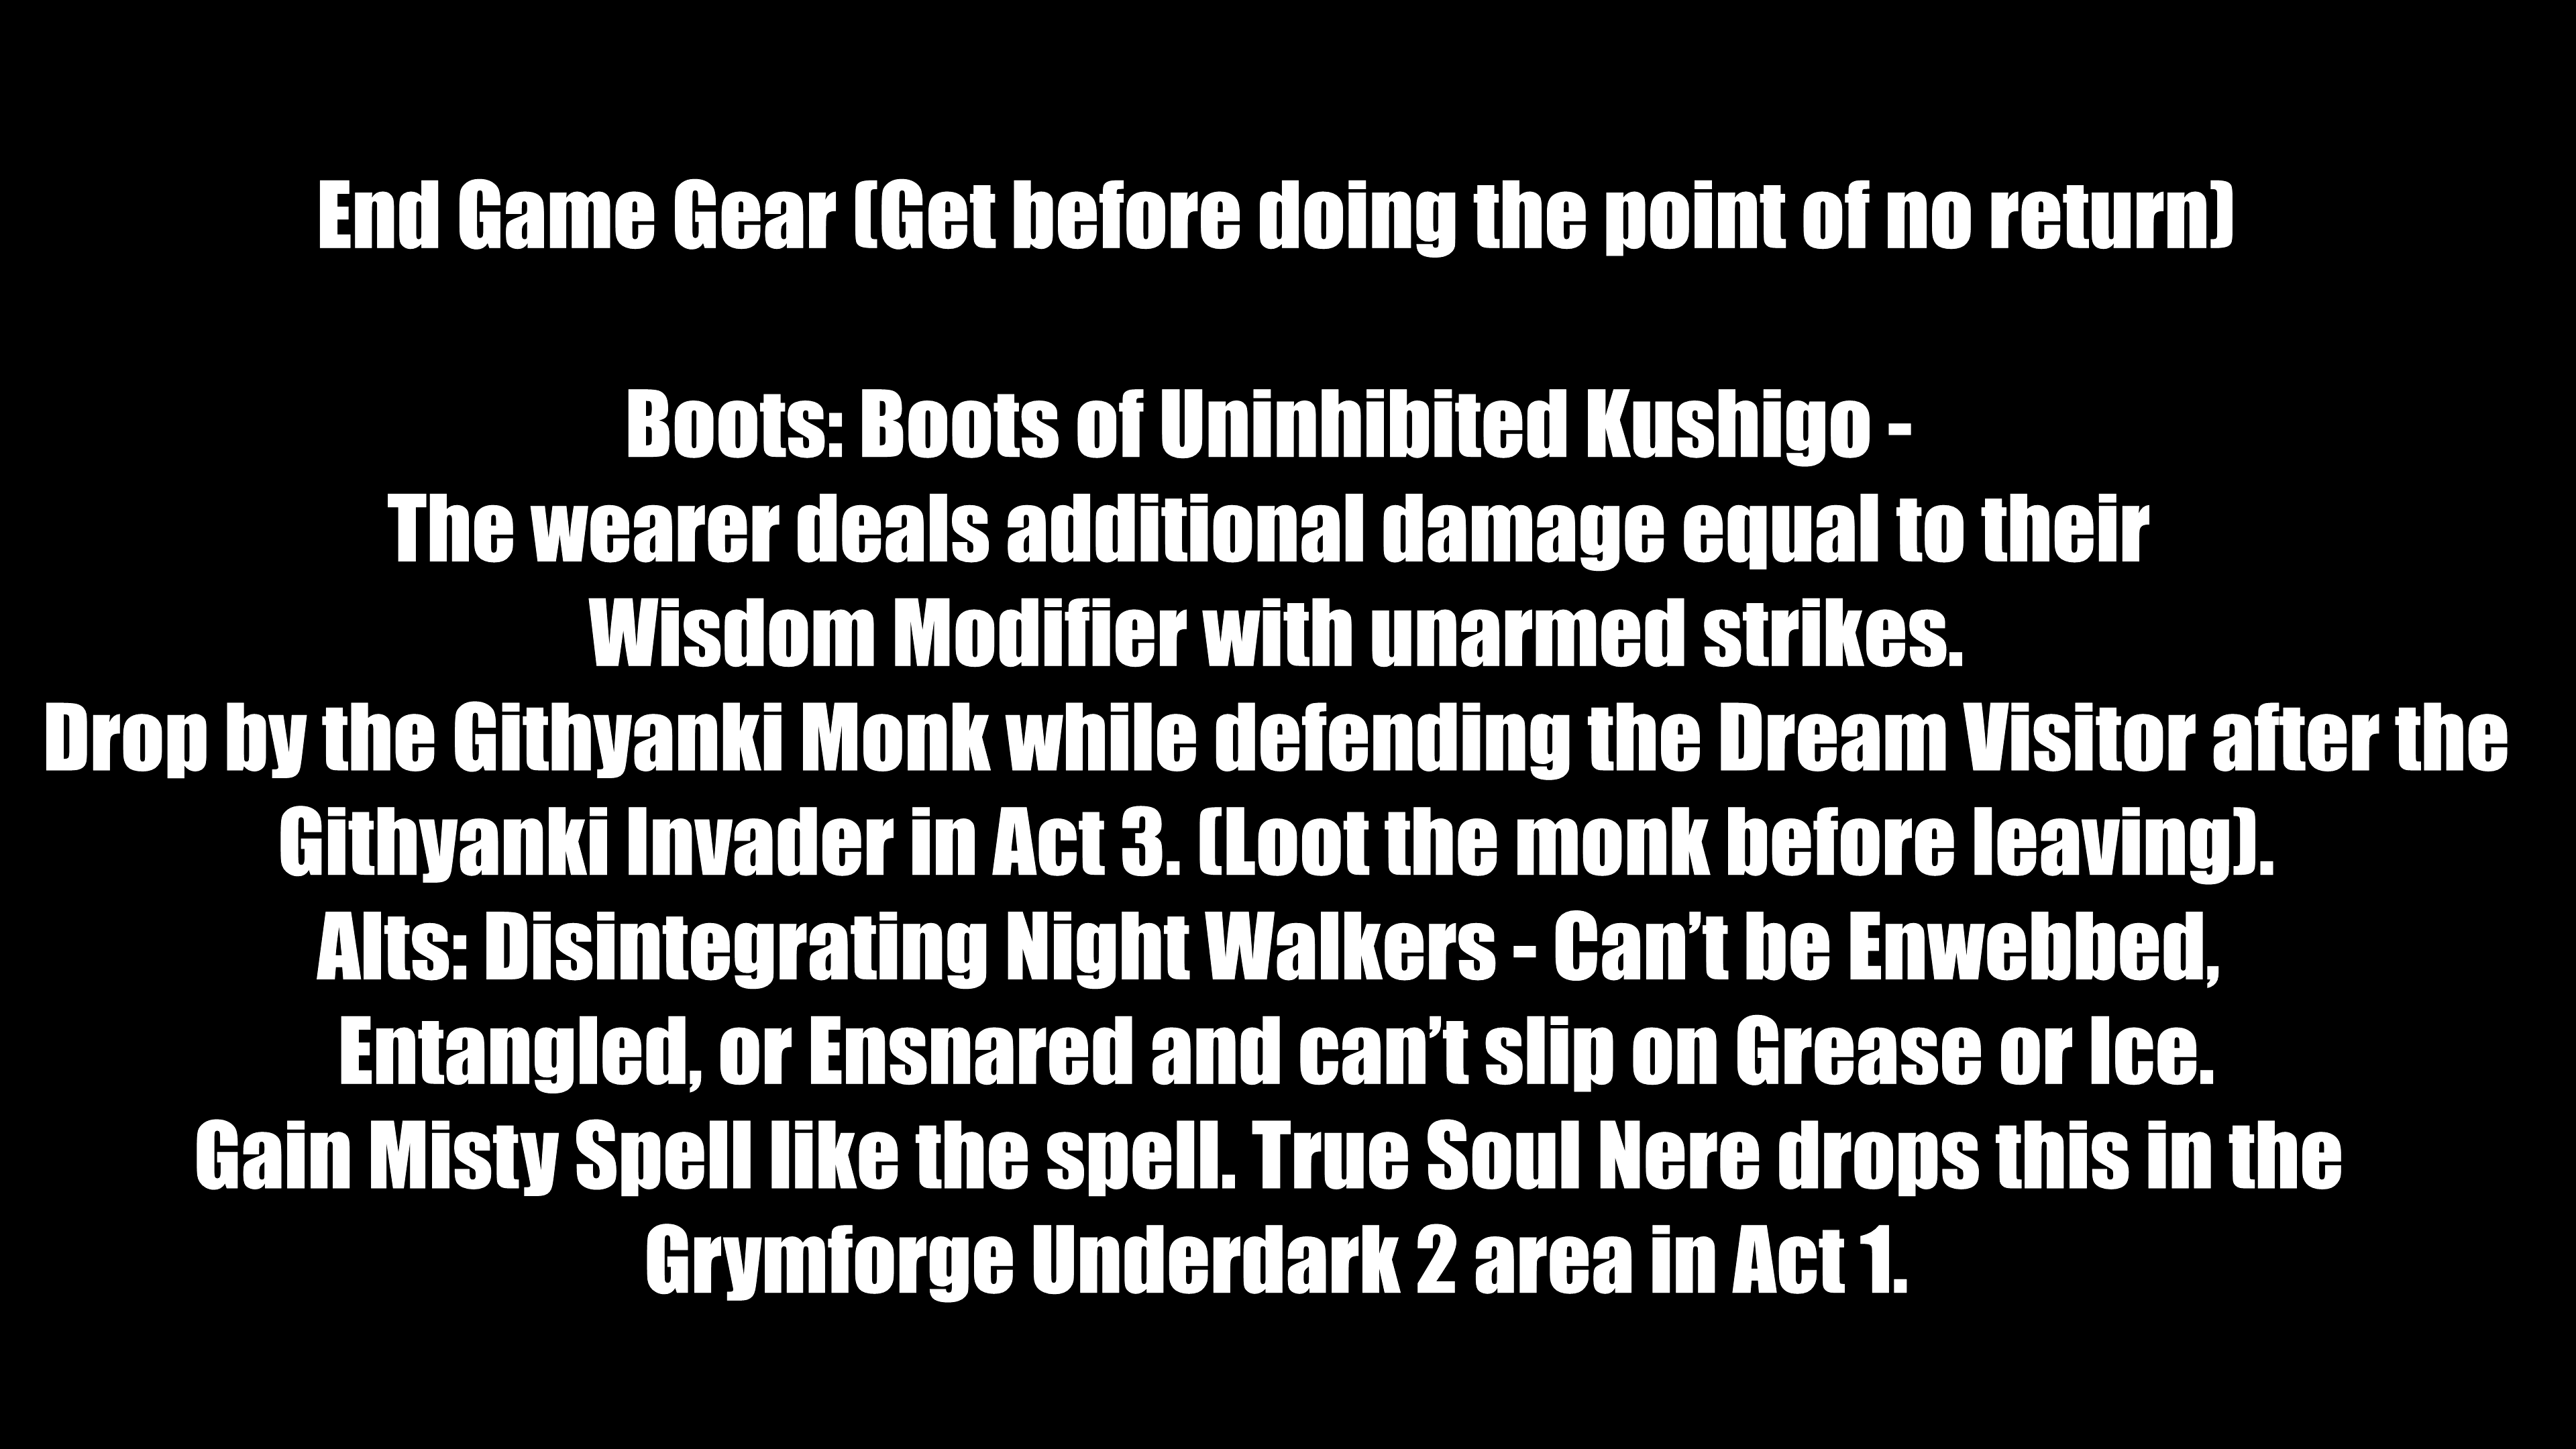 End Game Gear (Get before doing the point of no return)
Boots: Boots of Uninhibited Kushigo -
The wearer deals additional damage equal to their
Wisdom Modifier with unarmed strikes.
Drop by the Githyanki Monk while defending the Dream Visitor after the
Githyanki Invader in Act 3. (Loot the monk before leaving).
Alts: Disintegrating Night Walkers - Can’t be Enwebbed,
Entangled, or Ensnared and can’t slip on Grease or Ice.
Gain Misty Spell like the spell. True Soul Nere drops this in the
Grymforge Underdark 2 area in Act 1.